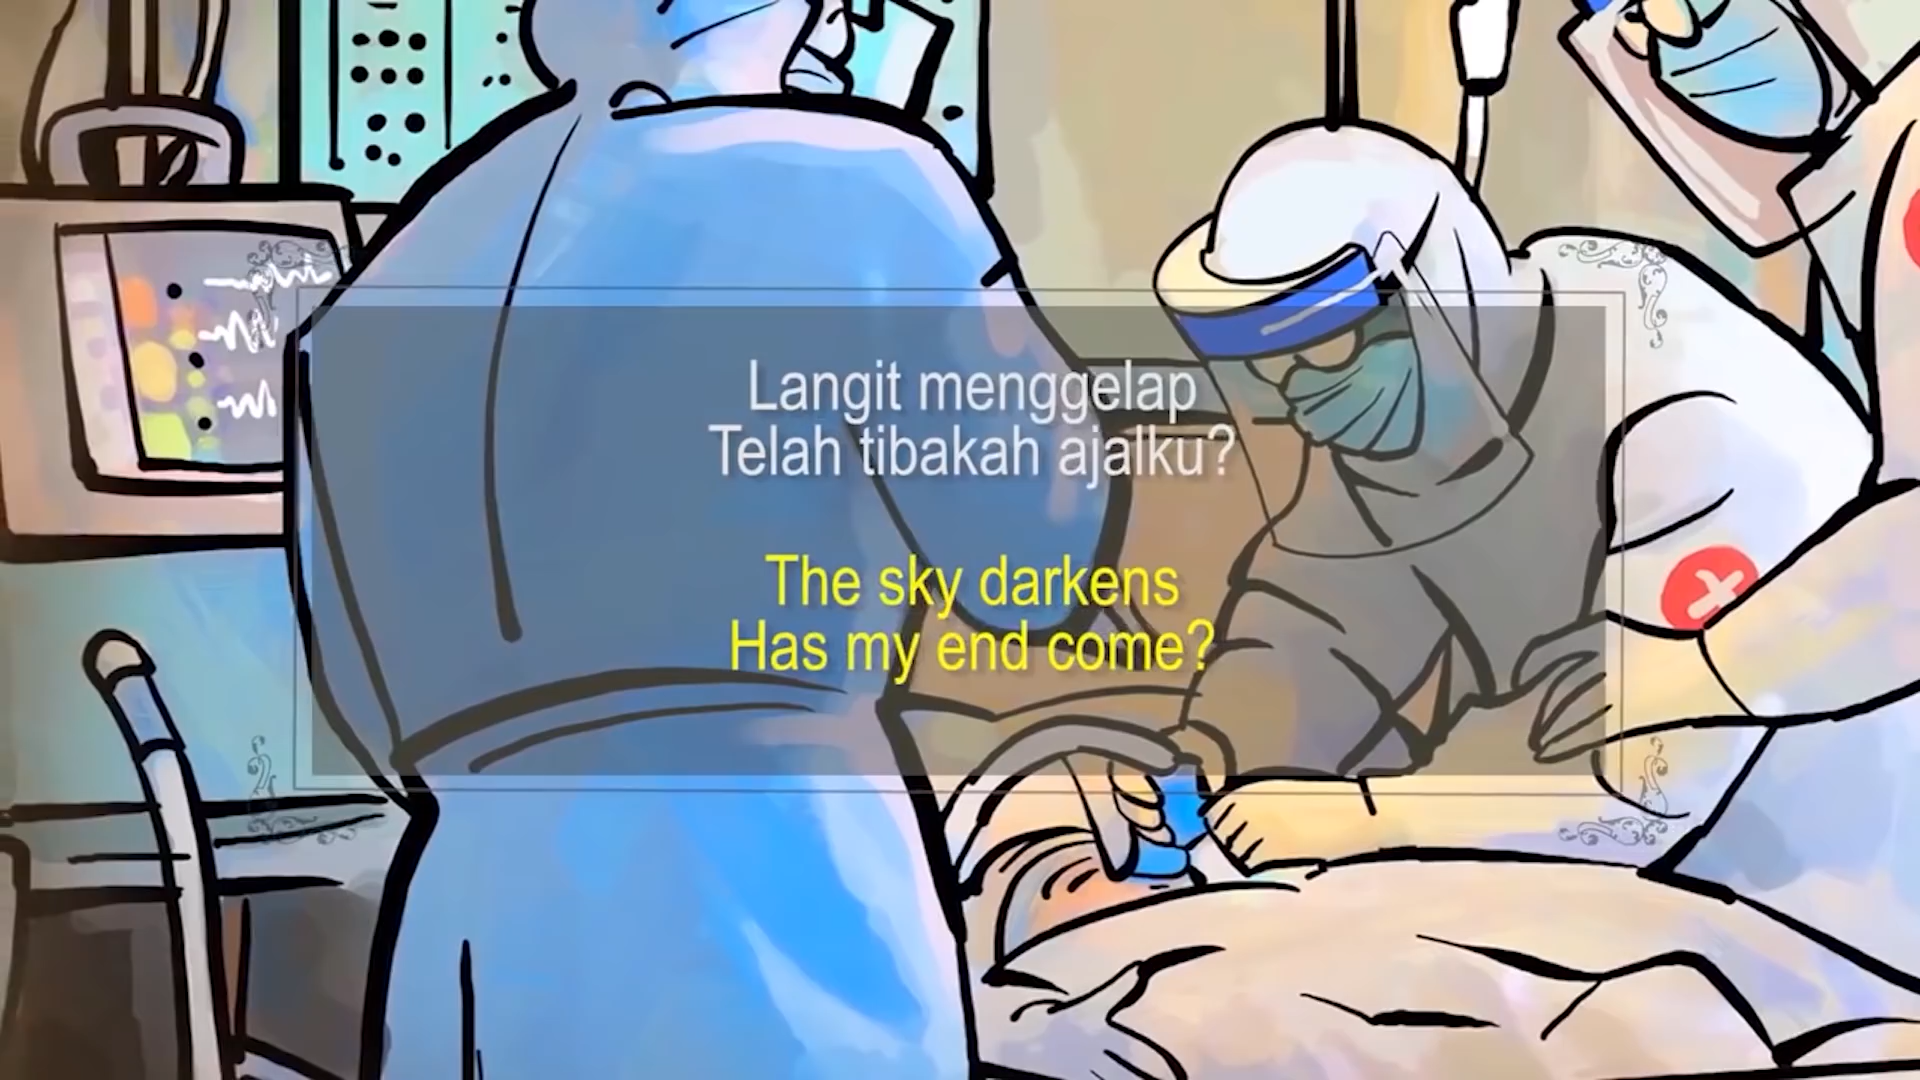 Langit menggelap
Telah tibakah ajalku?
The sky darkens
Has my end come?